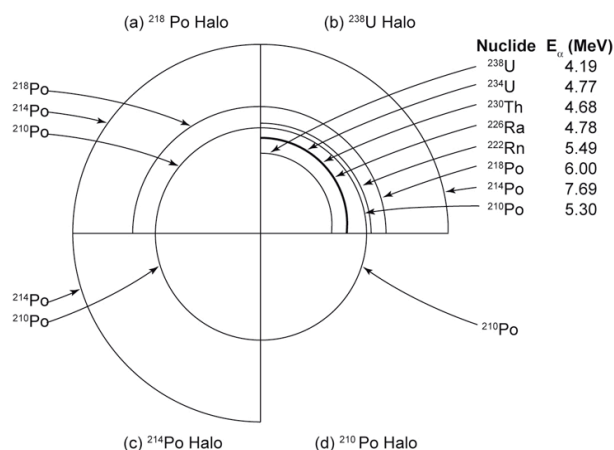 (a) ²¹⁸ Po Halo
(b) ²³⁸U Halo
Nuclide Eα (MeV)
²³⁸U 4.19
²³⁴U 4.77
²³⁰Th 4.68
²²⁶Ra 4.78
²²²Rn 5.49
²¹⁸Po 6.00
²¹⁴Po 7.69
²¹⁰Po 5.30
²¹⁸Po
²¹⁴Po
²¹⁰Po
²¹⁴Po
²¹⁰Po
²¹⁰Po
(c) ²¹⁴Po Halo
(d) ²¹⁰ Po Halo